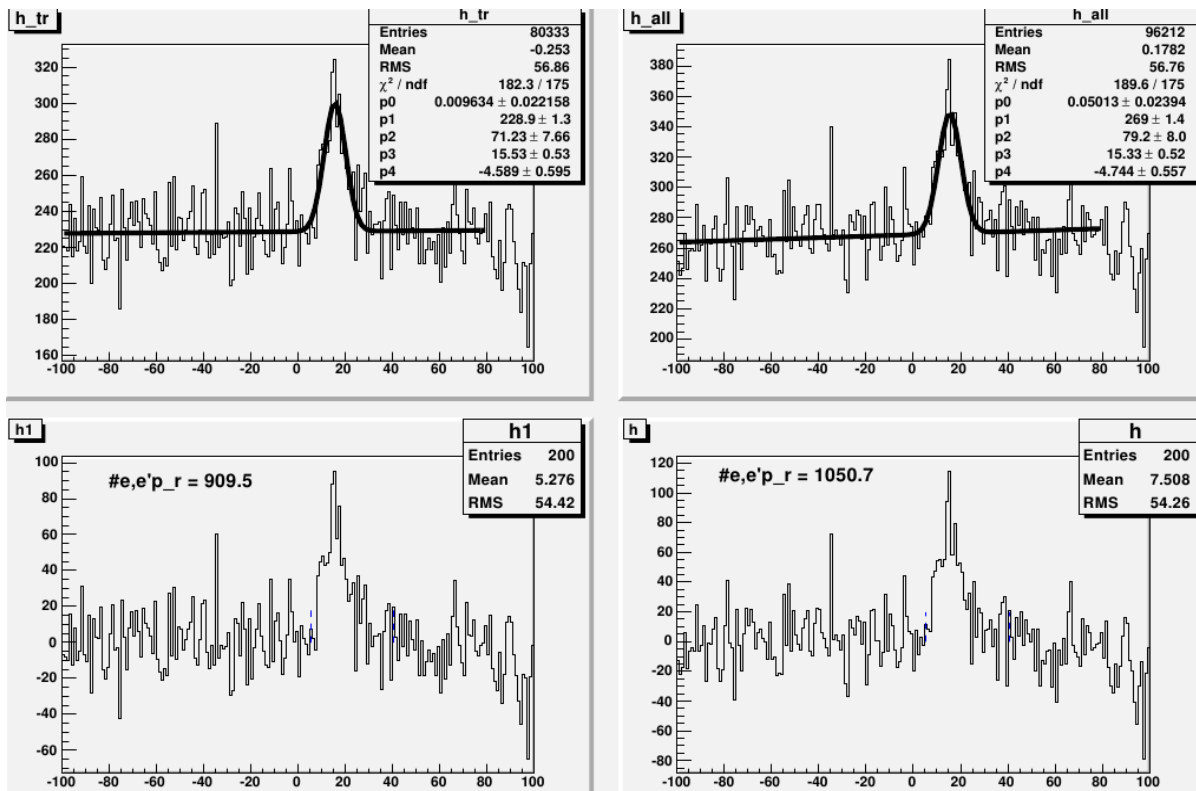 h_tr
h_tr
Entries 80333
Mean -0.253
RMS 56.86
χ² / ndf 182.3 / 175
p0 0.009634 ± 0.022158
p1 228.9 ± 1.3
p2 71.23 ± 7.66
p3 15.53 ± 0.53
p4 -4.589 ± 0.595
320
300
280
260
240
220
200
180
160
-100 -80 -60 -40 -20 0 20 40 60 80 100
h_all
h_all
Entries 96212
Mean 0.1782
RMS 56.76
χ² / ndf 189.6 / 175
p0 0.05013 ± 0.02394
p1 269 ± 1.4
p2 79.2 ± 8.0
p3 15.33 ± 0.52
p4 -4.744 ± 0.557
380
360
340
320
300
280
260
240
220
200
-100 -80 -60 -40 -20 0 20 40 60 80 100
h1
h1
Entries 200
Mean 5.276
RMS 54.42
#e,e'p_r = 909.5
100
80
60
40
20
0
-20
-40
-60
-100 -80 -60 -40 -20 0 20 40 60 80 100
h
h
Entries 200
Mean 7.508
RMS 54.26
#e,e'p_r = 1050.7
120
100
80
60
40
20
0
-20
-40
-60
-80
-100 -80 -60 -40 -20 0 20 40 60 80 100